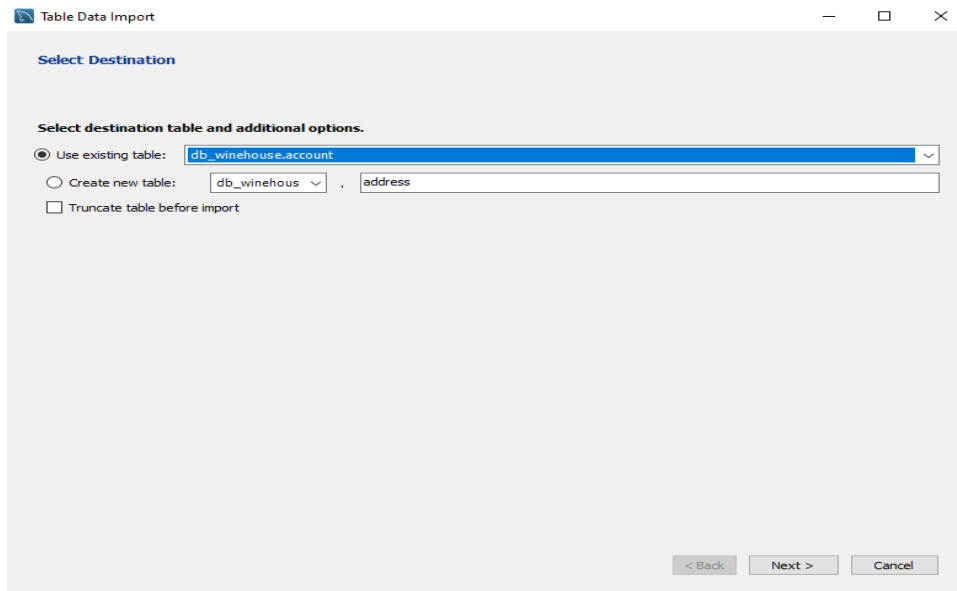 Table Data Import
Select Destination
Select destination table and additional options.
Use existing table: db_winehouse.account
Create new table: db_winehous . address
Truncate table before import
< Back Next > Cancel